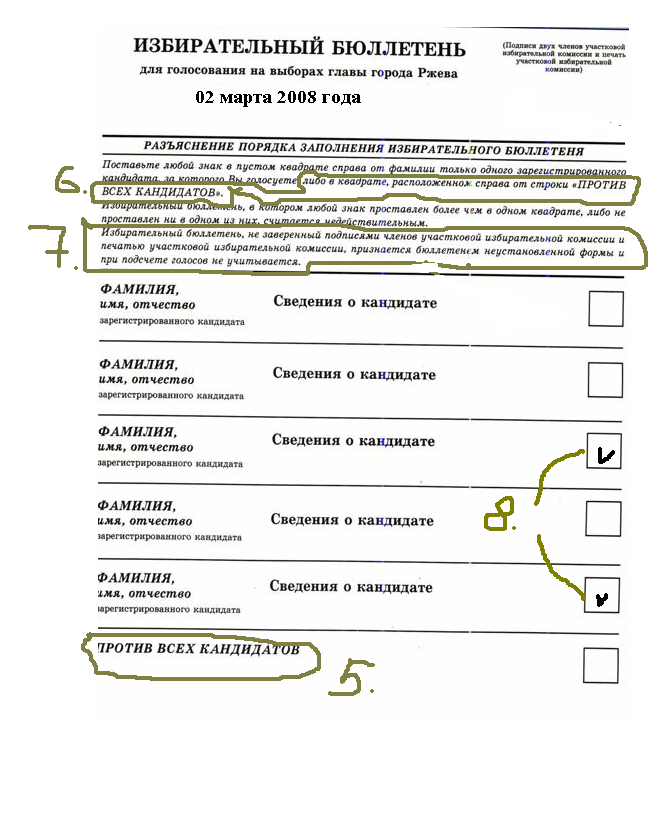 ИЗБИРАТЕЛЬНЫЙ БЮЛЛЕТЕНЬ
для голосования на выборах главы города Ржева
02 марта 2008 года
(Подписи двух членов участковой
избирательной комиссии и печать
участковой избирательной
комиссии)
РАЗЪЯСНЕНИЕ ПОРЯДКА ЗАПОЛНЕНИЯ ИЗБИРАТЕЛЬНОГО БЮЛЛЕТЕНЯ
Поставьте любой знак в пустом квадрате справа от фамилии только одного зарегистрированного
кандидата, за которого Вы голосуете, либо в квадрате, расположенном справа от строки «ПРОТИВ
6. ВСЕХ КАНДИДАТОВ».
Избирательный бюллетень, в котором любой знак проставлен более чем в одном квадрате, либо не
проставлен ни в одном из них, считается недействительным.
7. Избирательный бюллетень, не заверенный подписями членов участковой избирательной комиссии и
печатью участковой избирательной комиссии, признается бюллетенем неустановленной формы и
при подсчете голосов не учитывается.
ФАМИЛИЯ,
имя, отчество
зарегистрированного кандидата
Сведения о кандидате
ФАМИЛИЯ,
имя, отчество
зарегистрированного кандидата
Сведения о кандидате
ФАМИЛИЯ,
имя, отчество
зарегистрированного кандидата
Сведения о кандидате
V
8.
ФАМИЛИЯ,
имя, отчество
зарегистрированного кандидата
Сведения о кандидате
ФАМИЛИЯ,
имя, отчество
зарегистрированного кандидата
Сведения о кандидате
v
ПРОТИВ ВСЕХ КАНДИДАТОВ
5.